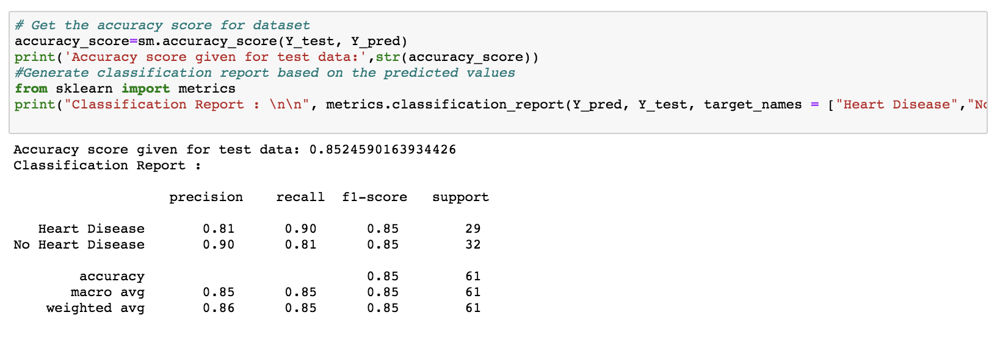 # Get the accuracy score for dataset
accuracy_score=sm.accuracy_score(Y_test, Y_pred)
print('Accuracy score given for test data:',str(accuracy_score))
#Generate classification report based on the predicted values
from sklearn import metrics
print("Classification Report : \n\n", metrics.classification_report(Y_pred, Y_test, target_names = ["Heart Disease","No
Accuracy score given for test data: 0.8524590163934426
Classification Report :
precision recall f1-score support
Heart Disease 0.81 0.90 0.85 29
No Heart Disease 0.90 0.81 0.85 32
accuracy 0.85 61
macro avg 0.85 0.85 0.85 61
weighted avg 0.86 0.85 0.85 61